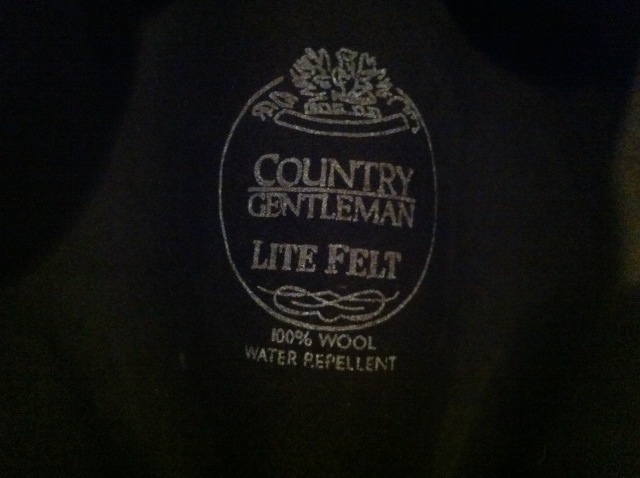 COUNTRY
GENTLEMAN
LITE FELT
100% WOOL
WATER REPELLENT